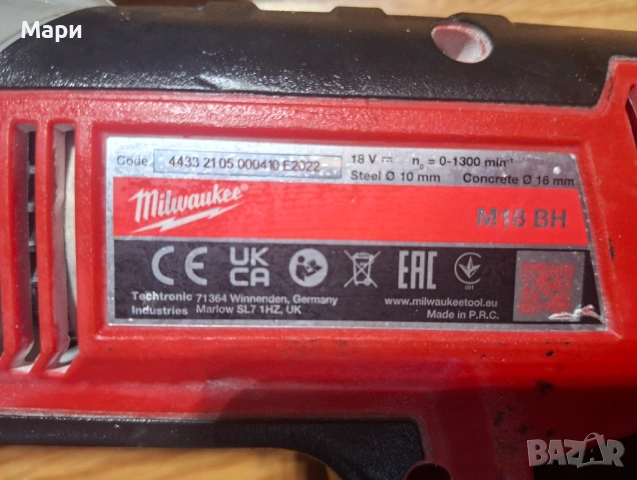 Мари
Code 4433 21 05 000410 E2022
18 V n₀ = 0-1300 min⁻¹
Steel Ø 10 mm Concrete Ø 16 mm
Milwaukee®
M18 BH
CE UK CA EAC
Techtronic 71364 Winnenden, Germany
Industries Marlow SL7 1HZ, UK
www.milwaukeetool.eu
Made in P.R.C.
BAZAR